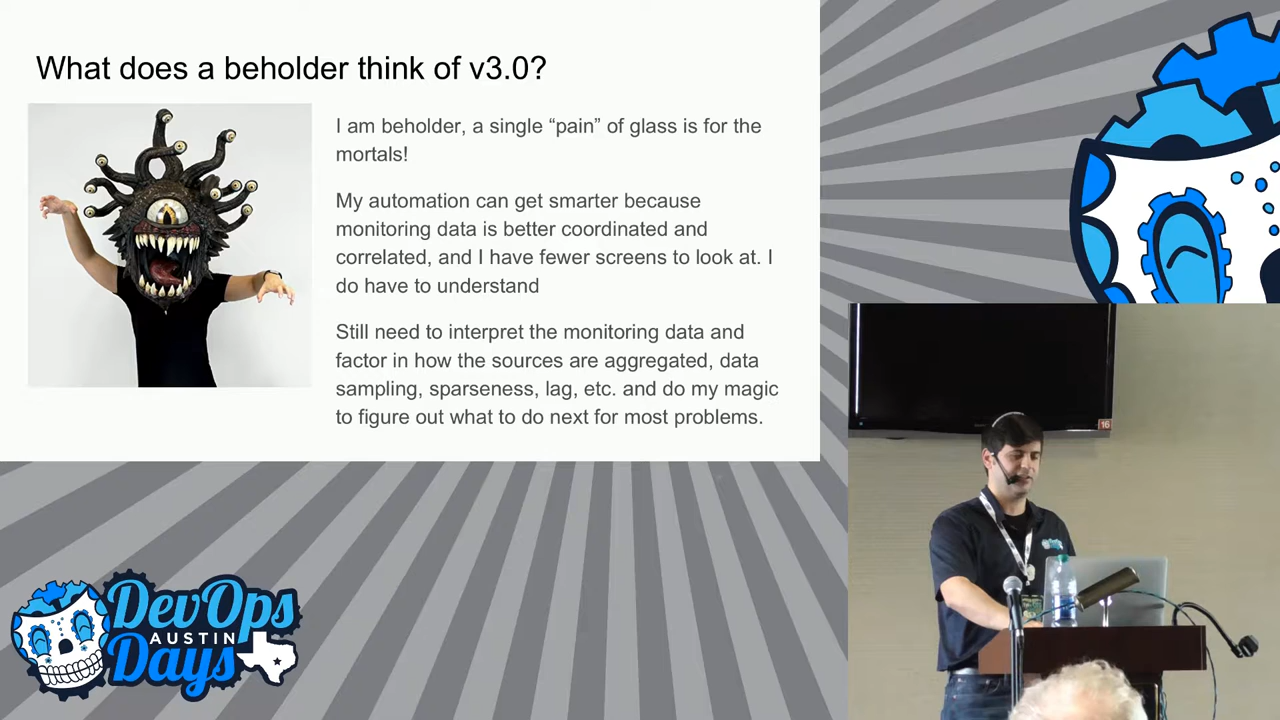 What does a beholder think of v3.0?
I am beholder, a single “pain” of glass is for the
mortals!
My automation can get smarter because
monitoring data is better coordinated and
correlated, and I have fewer screens to look at. I
do have to understand
Still need to interpret the monitoring data and
factor in how the sources are aggregated, data
sampling, sparseness, lag, etc. and do my magic
to figure out what to do next for most problems.
16
DevOps
AUSTIN
Days